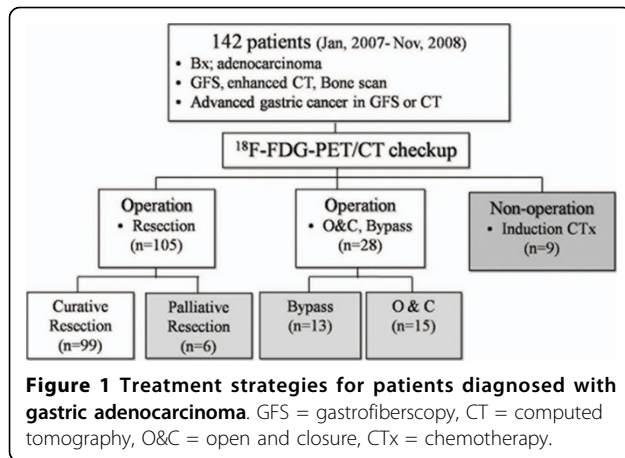 142 patients (Jan, 2007- Nov, 2008)
• Bx; adenocarcinoma
• GFS, enhanced CT, Bone scan
• Advanced gastric cancer in GFS or CT
¹⁸F-FDG-PET/CT checkup
Operation
• Resection
(n=105)
Operation
• O&C, Bypass
(n=28)
Non-operation
• Induction CTx
(n=9)
Curative
Resection
(n=99)
Palliative
Resection
(n=6)
Bypass
(n=13)
O & C
(n=15)
Figure 1 Treatment strategies for patients diagnosed with
gastric adenocarcinoma. GFS = gastrofiberscopy, CT = computed
tomography, O&C = open and closure, CTx = chemotherapy.